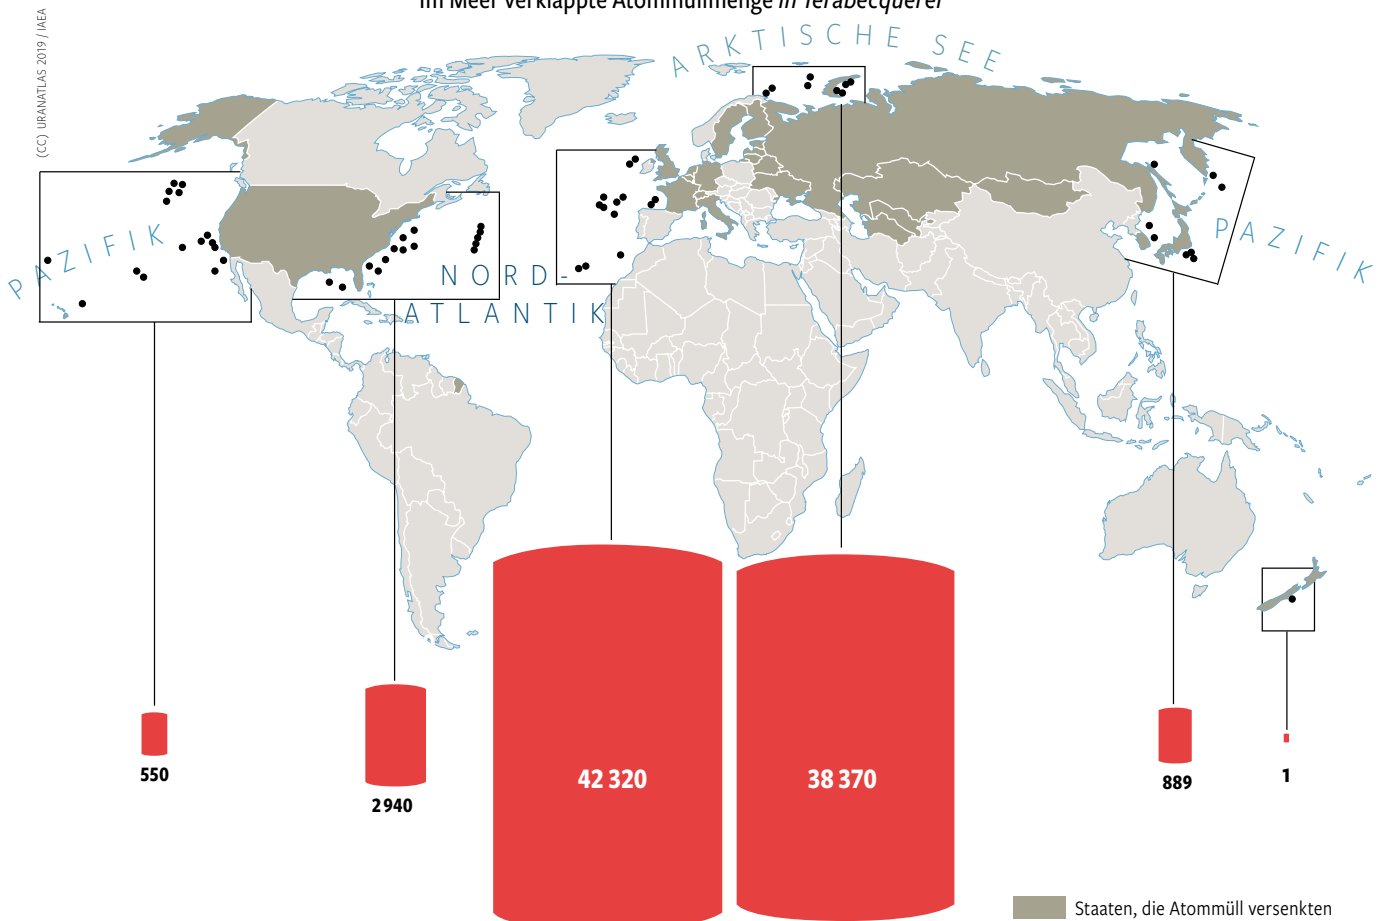 Im Meer verklappte Atommüllmenge in Terabecquerel
(CC) URANATLAS 2019 / IAEA
ARKTISCHE SEE
PAZIFIK
NORD-
ATLANTIK
PAZIFIK
550
2 940
42 320
38 370
889
1
Staaten, die Atommüll versenkten